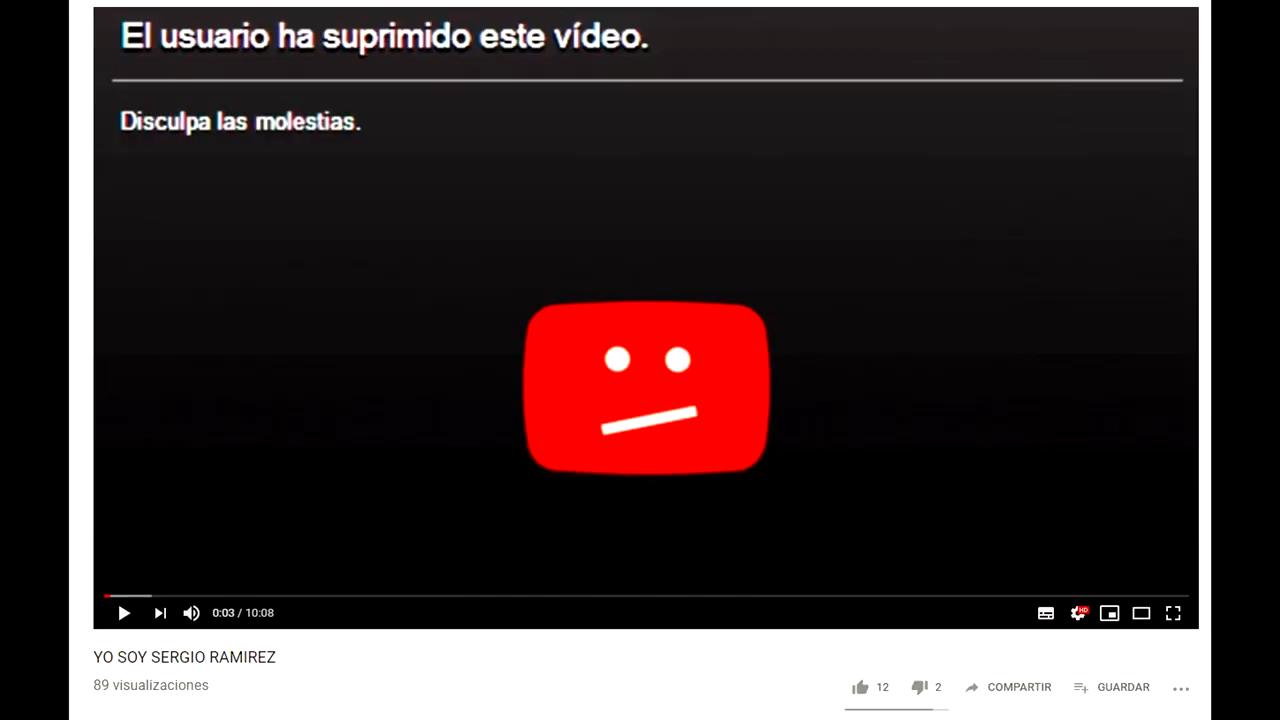 El usuario ha suprimido este vídeo.
Disculpa las molestias.
0:03 / 10:08
HD
YO SOY SERGIO RAMIREZ
89 visualizaciones
12
2
COMPARTIR
GUARDAR